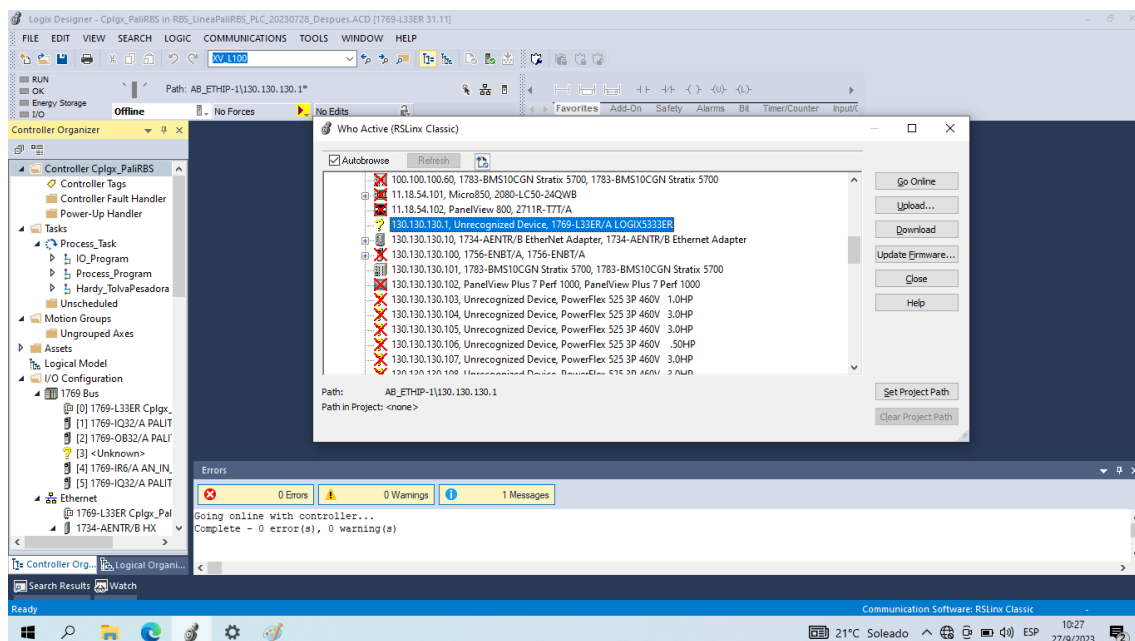 Logix Designer - Cplgx_PaliRBS in RBS_LineaPaliRBS_PLC_20230728_Despues.ACD [1769-L33ER 31.11]
FILE EDIT VIEW SEARCH LOGIC COMMUNICATIONS TOOLS WINDOW HELP
XV_L100
RUN
OK
Energy Storage
I/O
Path: AB_ETHIP-1\130.130.130.1*
Offline
No Forces
No Edits
Favorites Add-On Safety Alarms Bit Timer/Counter Input/C
Controller Organizer
Controller Cplgx_PaliRBS
Controller Tags
Controller Fault Handler
Power-Up Handler
Tasks
Process_Task
IO_Program
Process_Program
Hardy_TolvaPesadora
Unscheduled
Motion Groups
Ungrouped Axes
Assets
Logical Model
I/O Configuration
1769 Bus
[0] 1769-L33ER Cplgx_
[1] 1769-IQ32/A PALIT
[2] 1769-OB32/A PALI
[3] <Unknown>
[4] 1769-IR6/A AN_IN_
[5] 1769-IQ32/A PALIT
Ethernet
1769-L33ER Cplgx_Pal
1734-AENTR/B HX
Controller Org...
Logical Organi...
Who Active (RSLinx Classic)
Autobrowse
Refresh
100.100.100.60, 1783-BMS10CGN Stratix 5700, 1783-BMS10CGN Stratix 5700
11.18.54.101, Micro850, 2080-LC50-24QWB
11.18.54.102, PanelView 800, 2711R-T7T/A
130.130.130.1, Unrecognized Device, 1769-L33ER/A LOGIX5333ER
130.130.130.10, 1734-AENTR/B EtherNet Adapter, 1734-AENTR/B Ethernet Adapter
130.130.130.100, 1756-ENBT/A, 1756-ENBT/A
130.130.130.101, 1783-BMS10CGN Stratix 5700, 1783-BMS10CGN Stratix 5700
130.130.130.102, PanelView Plus 7 Perf 1000, PanelView Plus 7 Perf 1000
130.130.130.103, Unrecognized Device, PowerFlex 525 3P 460V 1.0HP
130.130.130.104, Unrecognized Device, PowerFlex 525 3P 460V 3.0HP
130.130.130.105, Unrecognized Device, PowerFlex 525 3P 460V 3.0HP
130.130.130.106, Unrecognized Device, PowerFlex 525 3P 460V .50HP
130.130.130.107, Unrecognized Device, PowerFlex 525 3P 460V 3.0HP
130.130.130.108, Unrecognized Device, PowerFlex 525 3P 460V 3.0HP
Go Online
Upload...
Download
Update Firmware...
Close
Help
Path: AB_ETHIP-1\130.130.130.1
Path in Project: <none>
Set Project Path
Clear Project Path
Errors
0 Errors
0 Warnings
1 Messages
Going online with controller...
Complete - 0 error(s), 0 warning(s)
Search Results
Watch
Ready
Communication Software: RSLinx Classic
21°C Soleado
ESP
10:27
27/9/2023